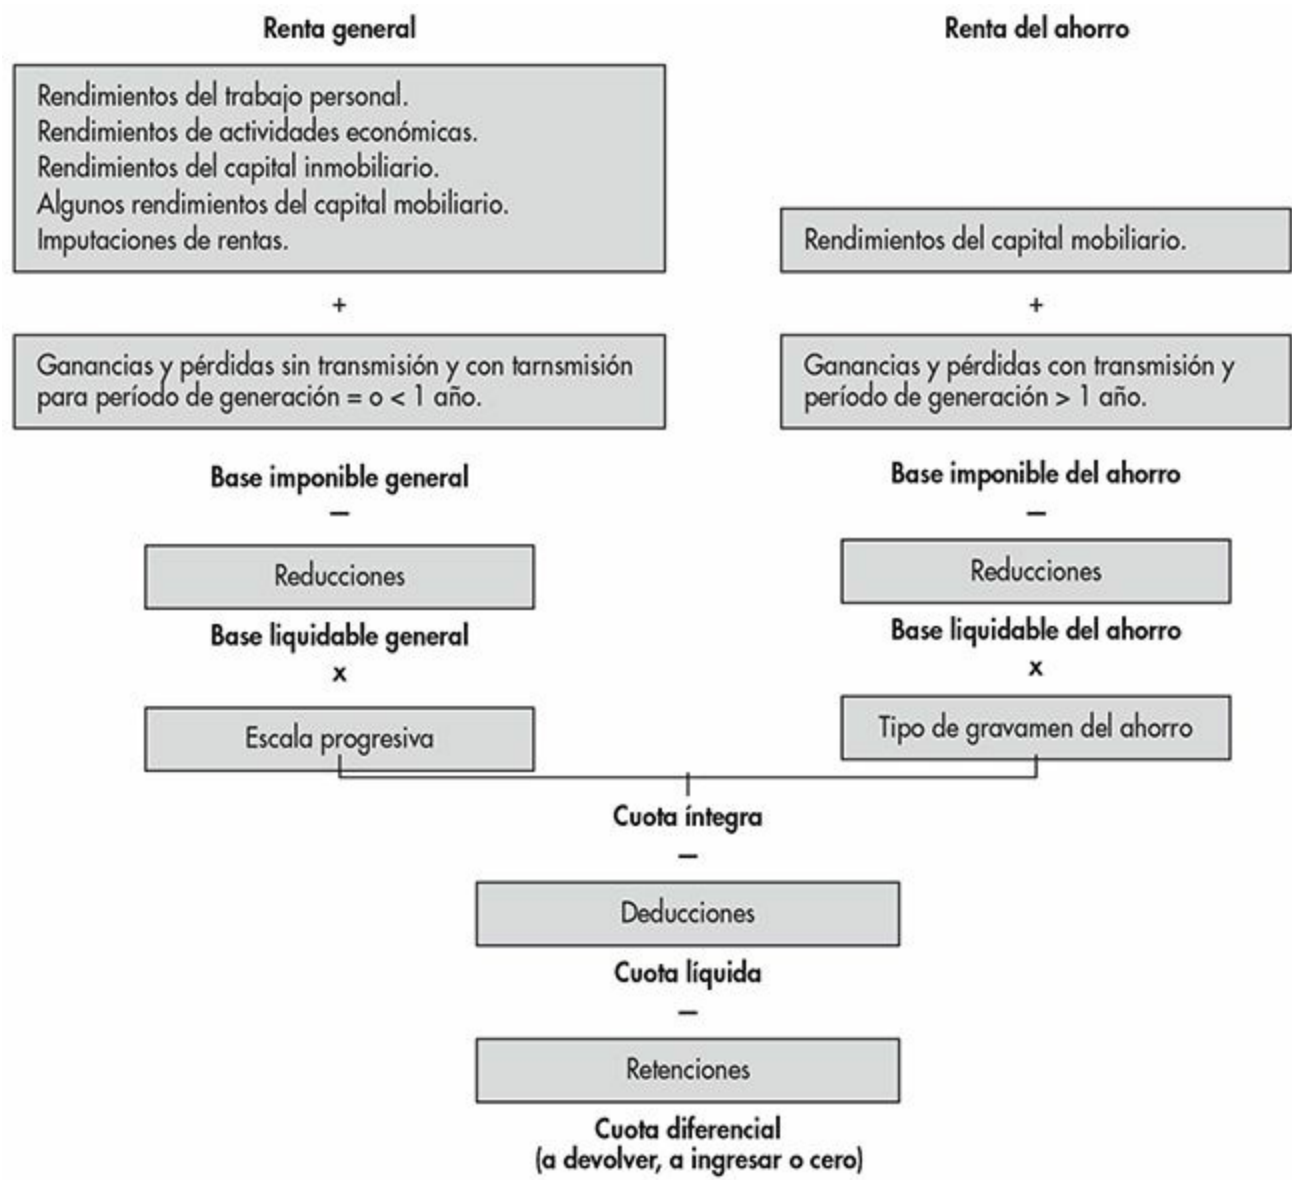 Renta general
Renta del ahorro
Rendimientos del trabajo personal.
Rendimientos de actividades económicas.
Rendimientos del capital inmobiliario.
Algunos rendimientos del capital mobiliario.
Imputaciones de rentas.
Rendimientos del capital mobiliario.
+
+
Ganancias y pérdidas sin transmisión y con tarnsmisión
para período de generación = o < 1 año.
Ganancias y pérdidas con transmisión y
período de generación > 1 año.
Base imponible general
Base imponible del ahorro
—
—
Reducciones
Reducciones
Base liquidable general
Base liquidable del ahorro
x
x
Escala progresiva
Tipo de gravamen del ahorro
Cuota íntegra
—
Deducciones
Cuota líquida
—
Retenciones
Cuota diferencial
(a devolver, a ingresar o cero)